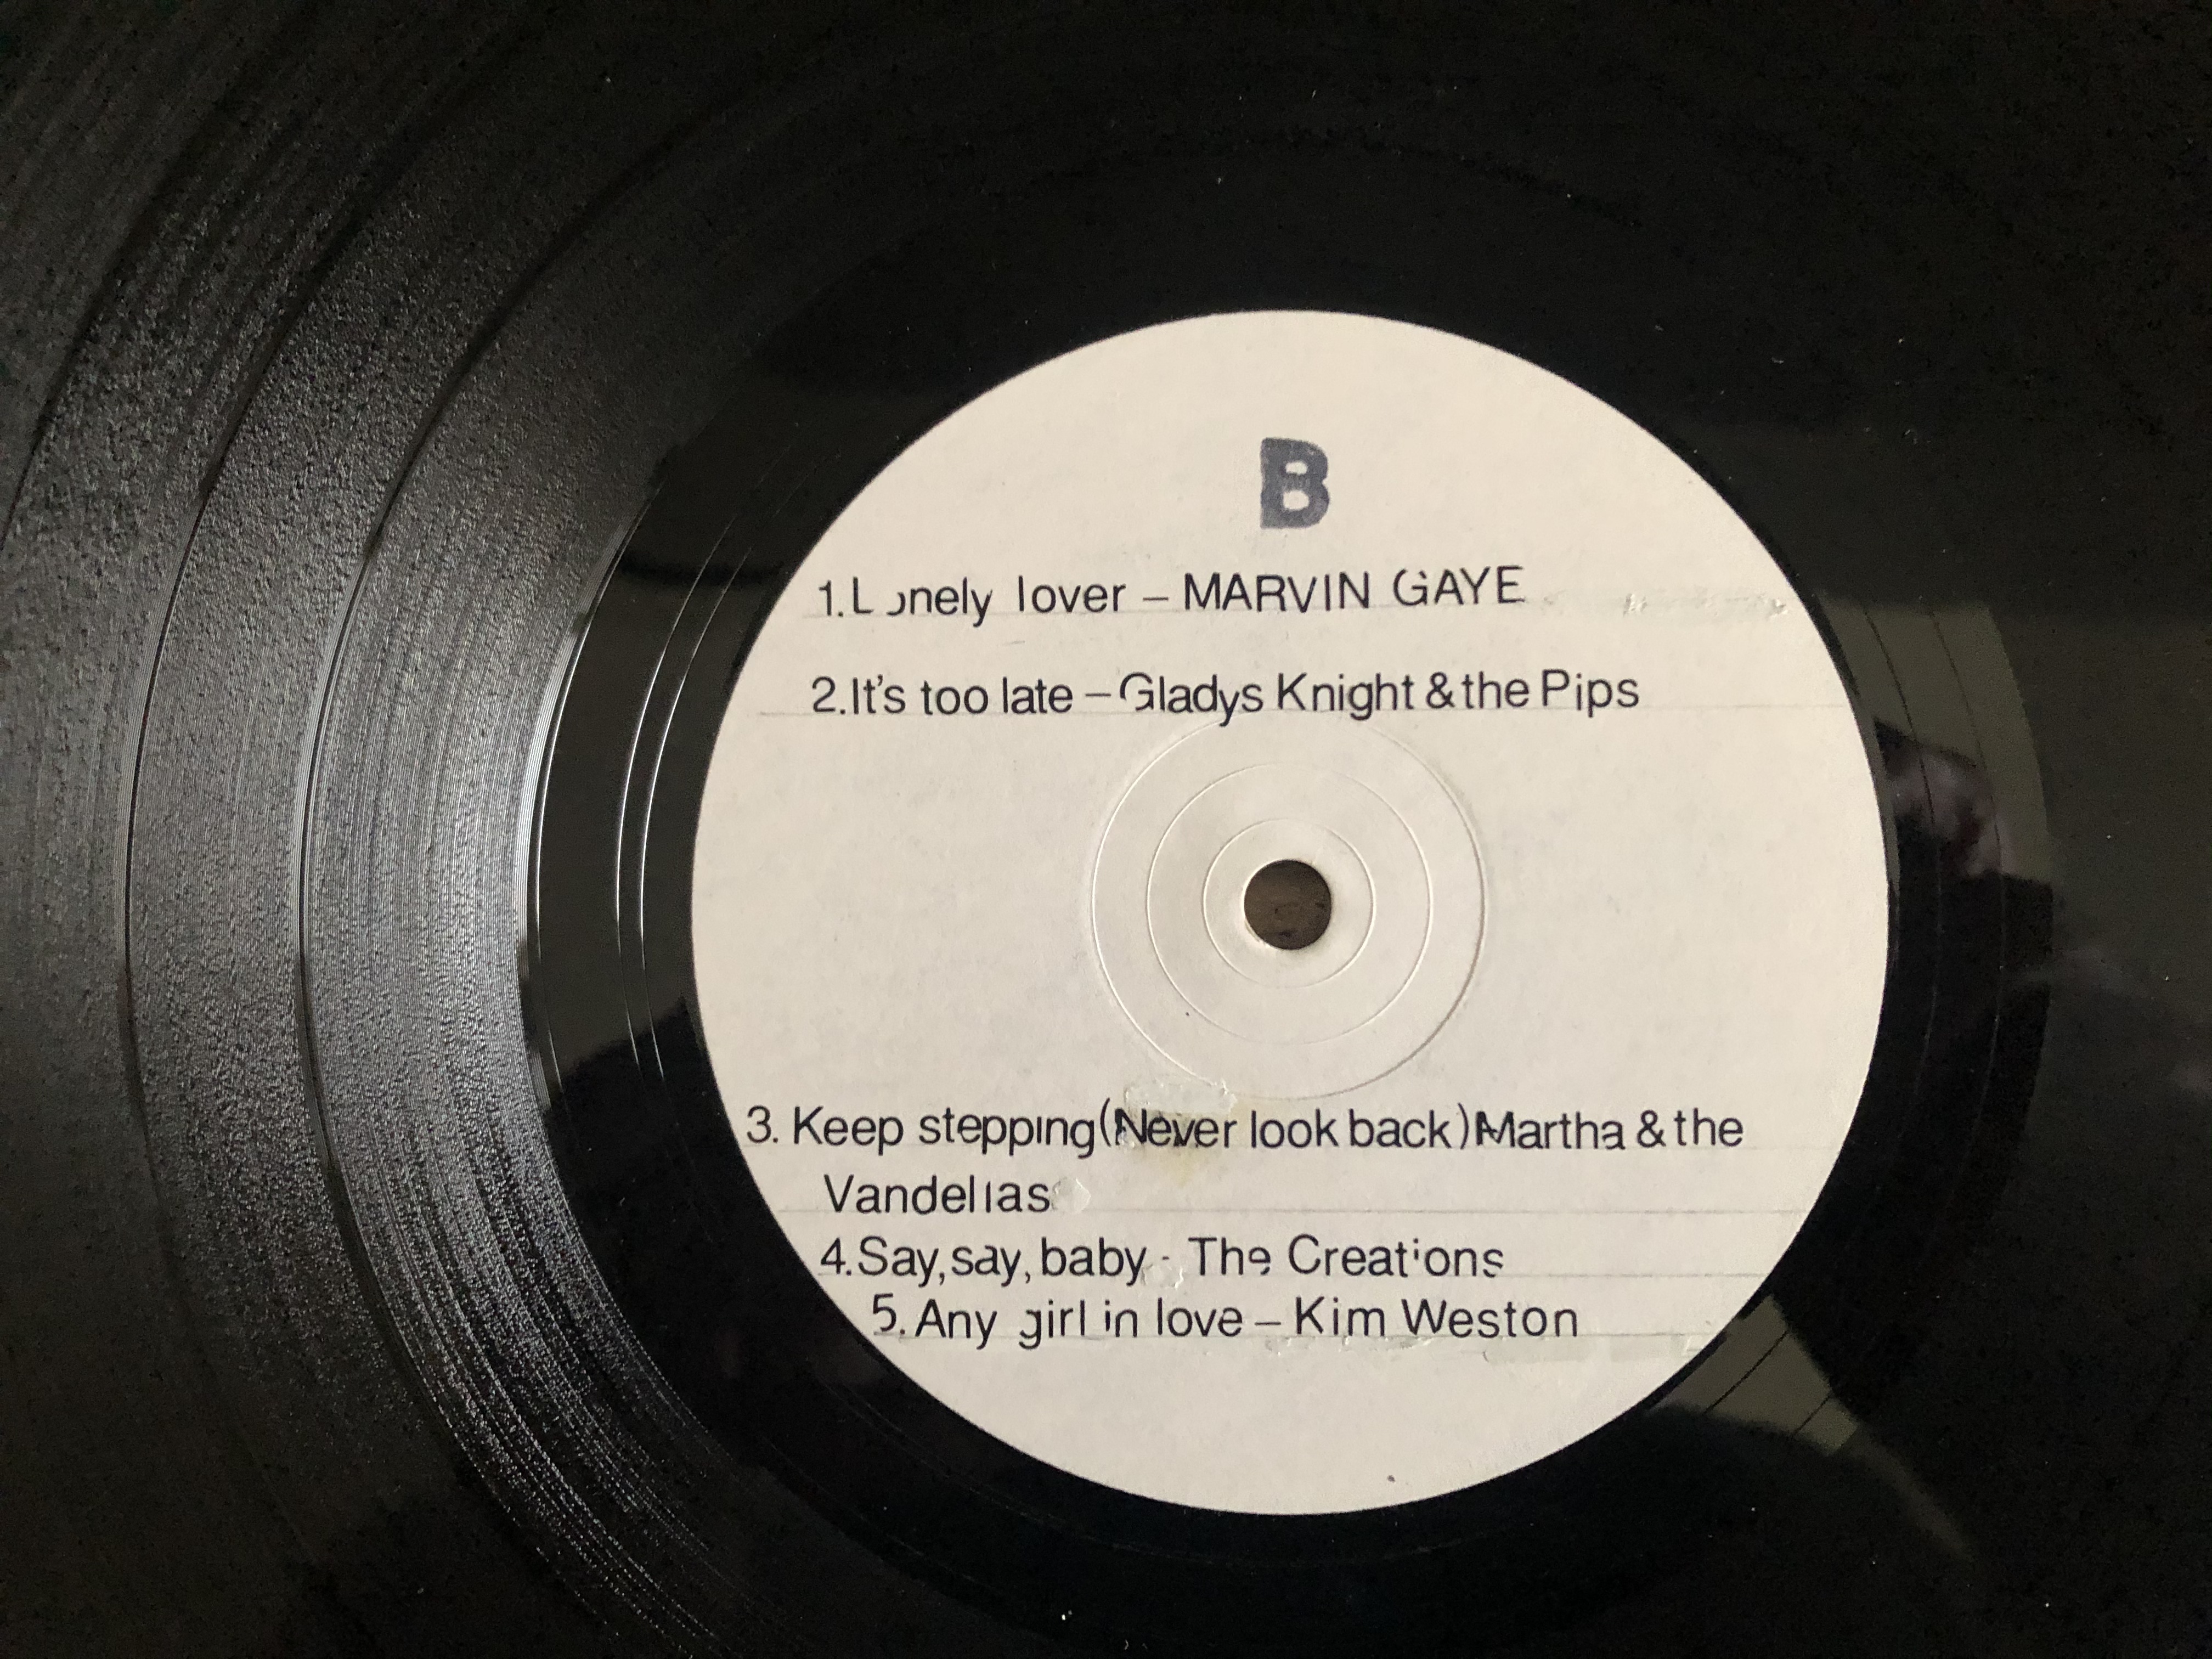 B
1.Lonely lover – MARVIN GAYE
2.It's too late – Gladys Knight & the Pips
3. Keep stepping(Never look back)Martha & the
Vandellas
4.Say,say,baby - The Creations
5.Any girl in love – Kim Weston